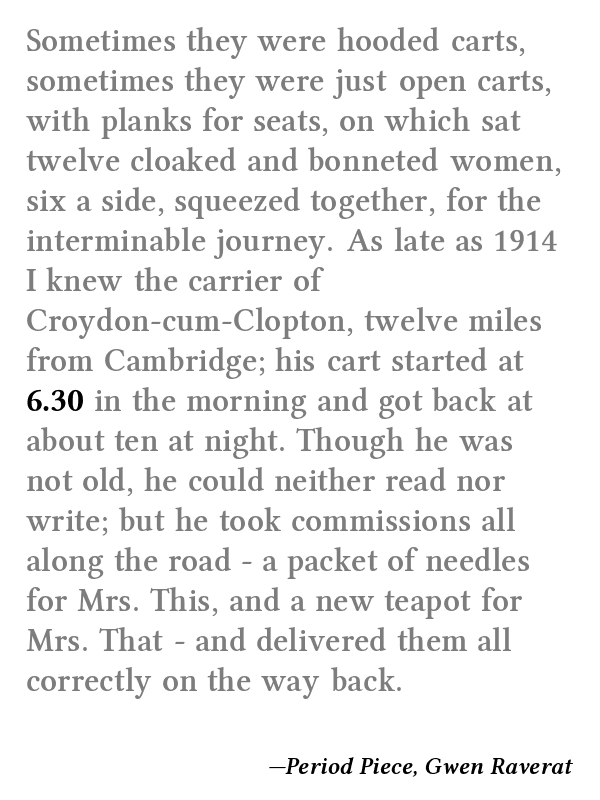 Sometimes they were hooded carts,
sometimes they were just open carts,
with planks for seats, on which sat
twelve cloaked and bonneted women,
six a side, squeezed together, for the
interminable journey. As late as 1914
I knew the carrier of
Croydon-cum-Clopton, twelve miles
from Cambridge; his cart started at
6.30 in the morning and got back at
about ten at night. Though he was
not old, he could neither read nor
write; but he took commissions all
along the road - a packet of needles
for Mrs. This, and a new teapot for
Mrs. That - and delivered them all
correctly on the way back.
—Period Piece, Gwen Raverat